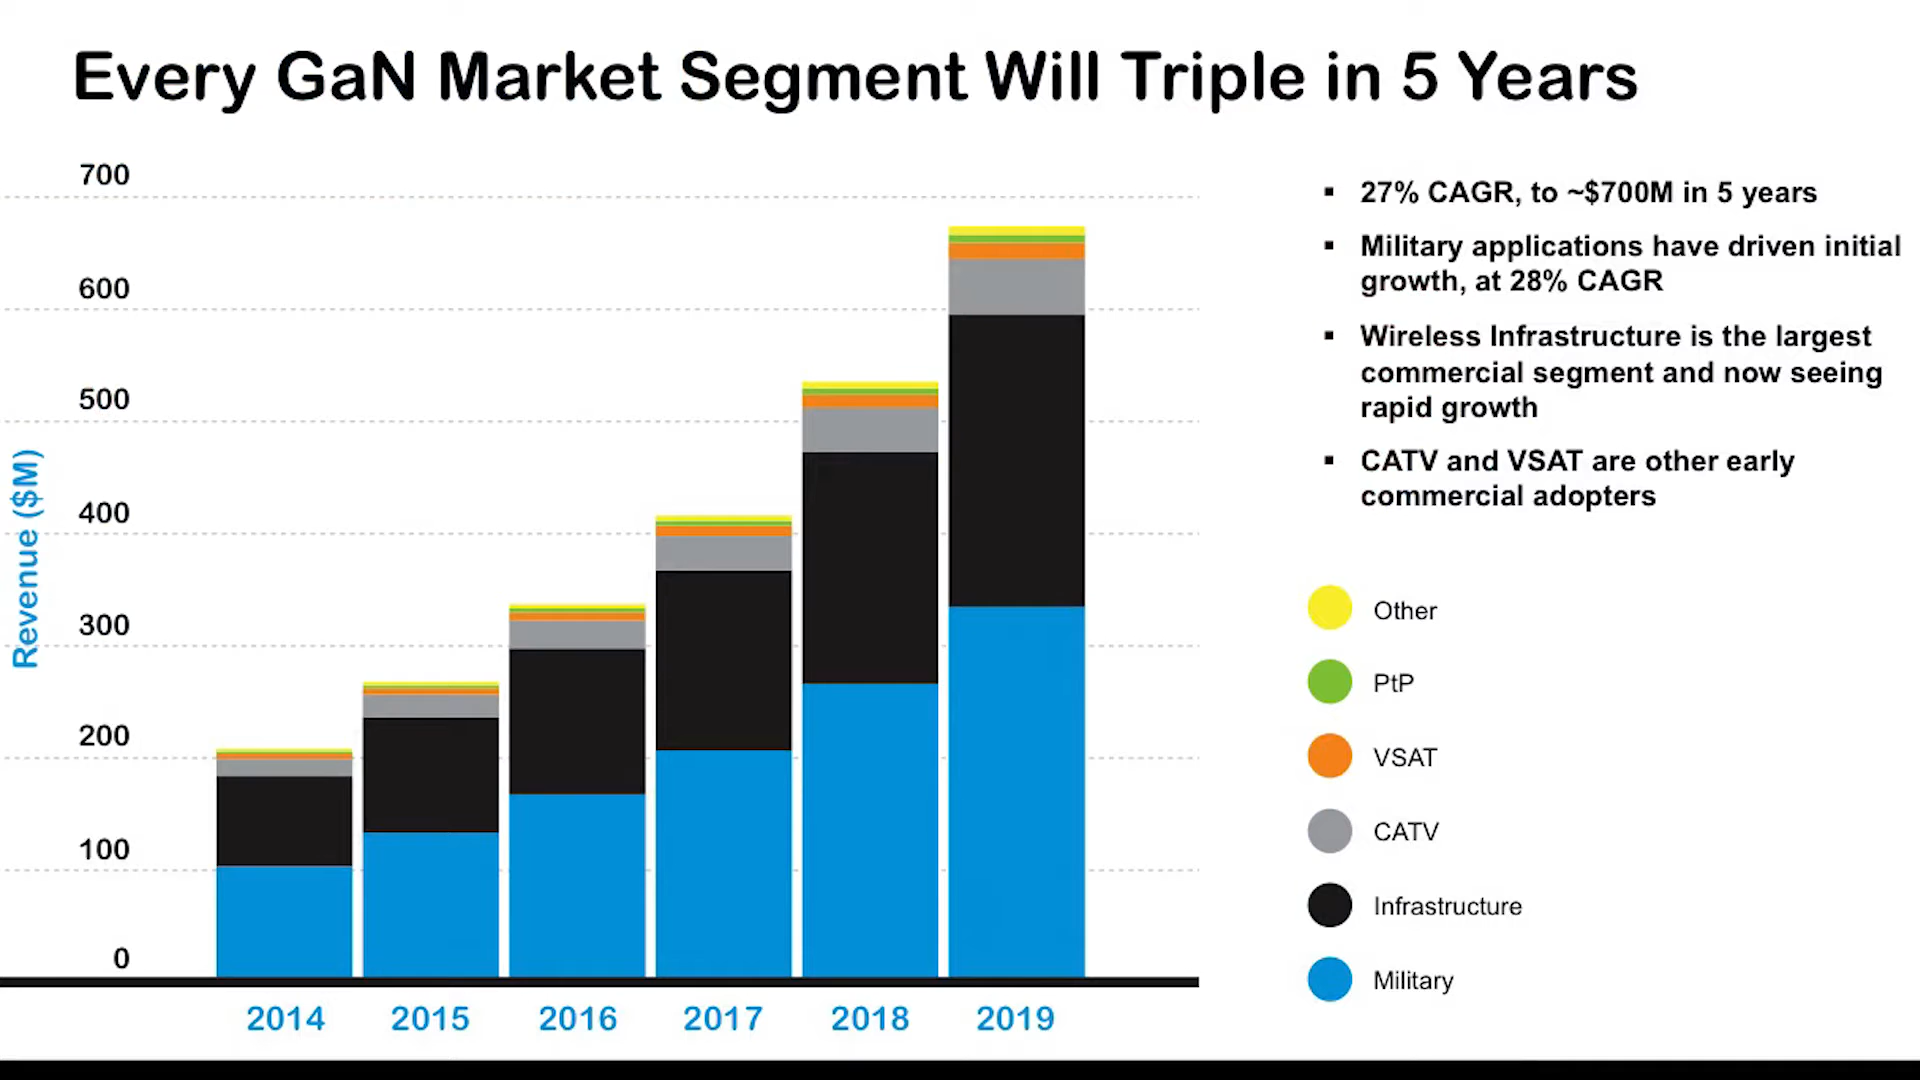 Every GaN Market Segment Will Triple in 5 Years
700
600
500
400
300
200
100
0
Revenue ($M)
2014 2015 2016 2017 2018 2019
▪ 27% CAGR, to ~$700M in 5 years
▪ Military applications have driven initial
growth, at 28% CAGR
▪ Wireless Infrastructure is the largest
commercial segment and now seeing
rapid growth
▪ CATV and VSAT are other early
commercial adopters
Other
PtP
VSAT
CATV
Infrastructure
Military